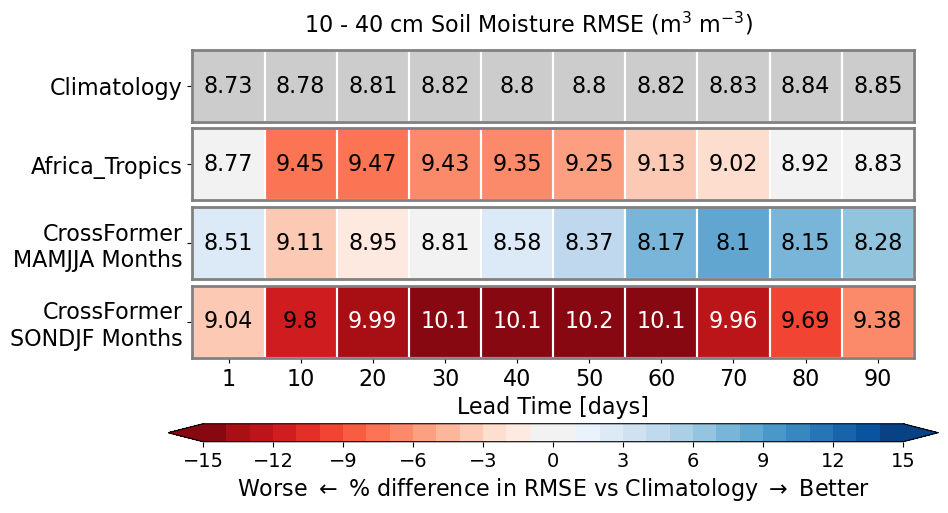 10 - 40 cm Soil Moisture RMSE (m³ m⁻³)
Climatology 8.73 8.78 8.81 8.82 8.8 8.8 8.82 8.83 8.84 8.85
Africa_Tropics 8.77 9.45 9.47 9.43 9.35 9.25 9.13 9.02 8.92 8.83
CrossFormer
MAMJJA Months 8.51 9.11 8.95 8.81 8.58 8.37 8.17 8.1 8.15 8.28
CrossFormer
SONDJF Months 9.04 9.8 9.99 10.1 10.1 10.2 10.1 9.96 9.69 9.38
1 10 20 30 40 50 60 70 80 90
Lead Time [days]
−15 −12 −9 −6 −3 0 3 6 9 12 15
Worse ← % difference in RMSE vs Climatology → Better